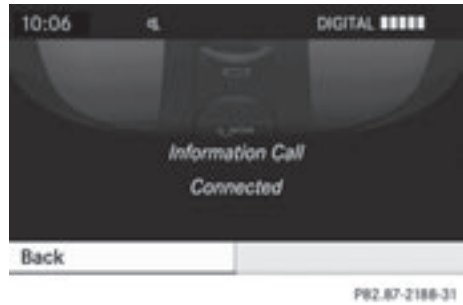 10:06 DIGITAL
Information Call
Connected
Back
P82.87-2188-31